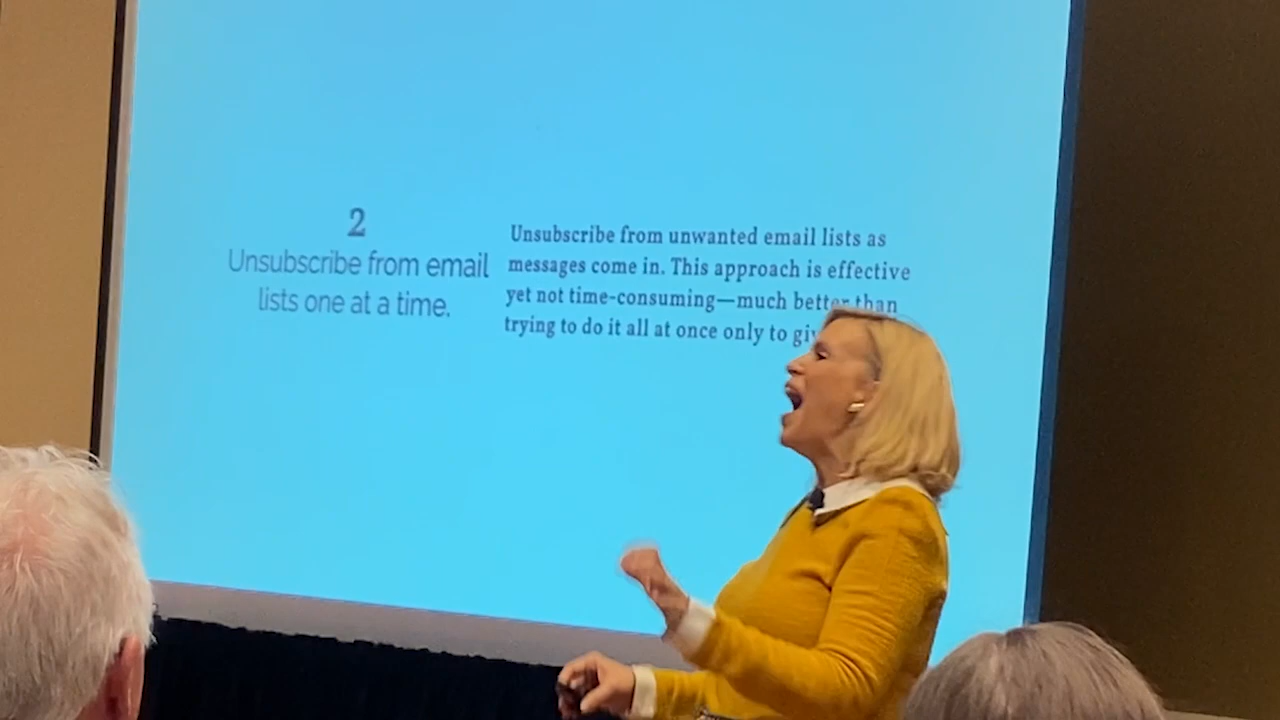 2
Unsubscribe from email
lists one at a time.
Unsubscribe from unwanted email lists as
messages come in. This approach is effective
yet not time-consuming—much better than
trying to do it all at once only to